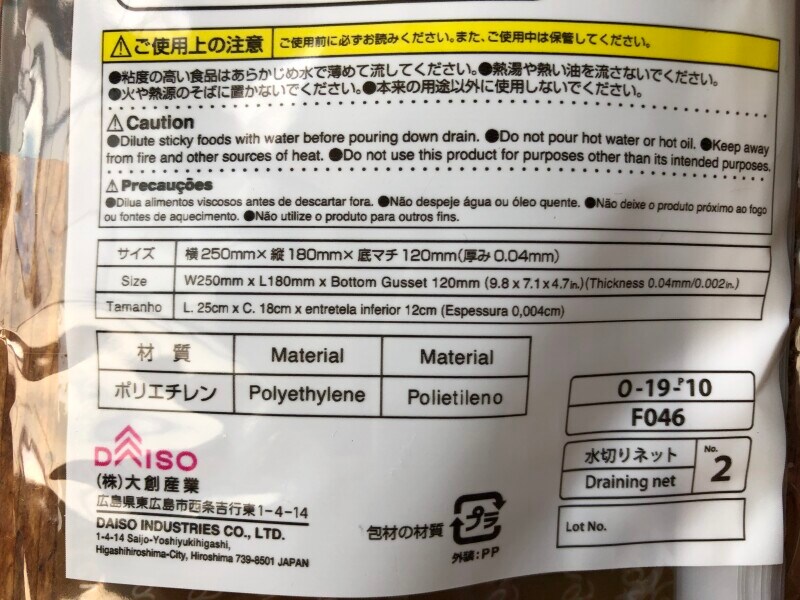 ⚠ご使用上の注意 ご使用前に必ずお読みください。また、ご使用中は保管してください。
●粘度の高い食品はあらかじめ水で薄めて流してください。●熱湯や熱い油を流さないでください。
●火や熱源のそばに置かないでください。●本来の用途以外に使用しないでください。
⚠Caution
●Dilute sticky foods with water before pouring down drain. ●Do not pour hot water or hot oil. ●Keep away
from fire and other sources of heat. ●Do not use this product for purposes other than its intended purposes.
⚠Precauções
●Dilua alimentos viscosos antes de descartar fora. ●Não despeje água ou óleo quente. ●Não deixe o produto próximo ao fogo
ou fontes de aquecimento. ●Não utilize o produto para outros fins.
サイズ 横250mm×縦180mm×底マチ120mm(厚み0.04mm)
Size W250mm x L180mm x Bottom Gusset 120mm (9.8 x 7.1 x 4.7in.)(Thickness 0.04mm/0.002in.)
Tamanho L. 25cm x C. 18cm x entretela inferior 12cm (Espessura 0,004cm)
材質 Material Material
ポリエチレン Polyethylene Polietileno
O-19-P10
F046
水切りネット No.
Draining net 2
Lot No.
DAISO
(株)大創産業
広島県東広島市西条吉行東1-4-14
DAISO INDUSTRIES CO., LTD.
1-4-14 Saijo-Yoshiyukihigashi,
Higashihiroshima-City, Hiroshima 739-8501 JAPAN
包材の材質 プラ
外装:PP